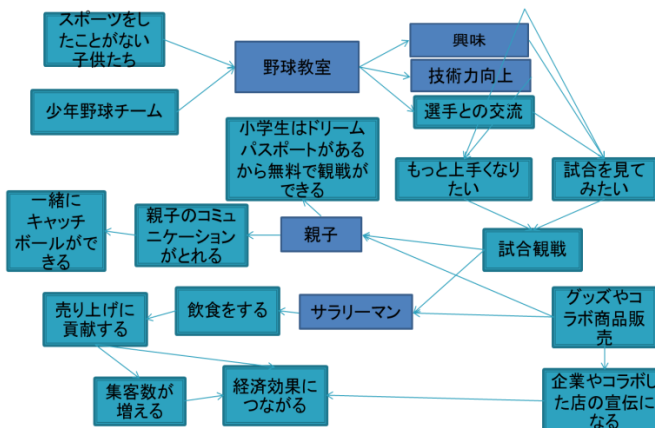 スポーツをし
たことがない
子供たち
野球教室
興味
技術力向上
選手との交流
少年野球チーム
小学生はドリーム
パスポートがある
から無料で観戦が
できる
もっと上手くなり
たい
試合を見て
みたい
一緒に
キャッチ
ボールがで
きる
親子のコミュ
ニケーション
がとれる
親子
試合観戦
売り上げに
貢献する
飲食をする
サラリーマン
グッズやコ
ラボ商品販
売
集客数が
増える
経済効果に
つながる
企業やコラボし
た店の宣伝に
なる